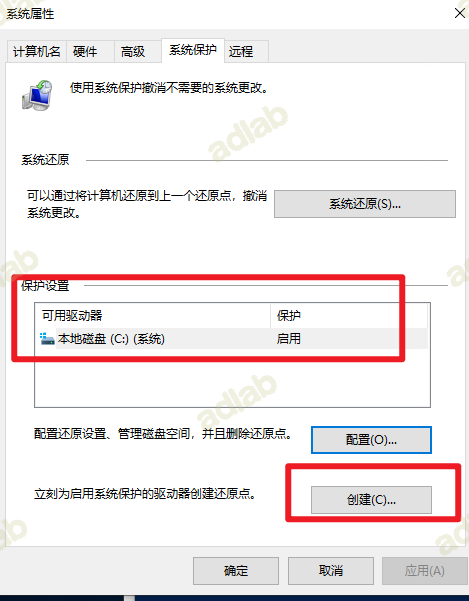 系统属性
计算机名 硬件 高级 系统保护 远程
使用系统保护撤消不需要的系统更改。
adlab
系统还原
可以通过将计算机还原到上一个还原点，撤消
系统更改。
系统还原(S)...
保护设置
可用驱动器 保护
本地磁盘 (C:) (系统) 启用
adlab
配置还原设置、管理磁盘空间，并且删除还原点。
配置(O)...
立刻为启用系统保护的驱动器创建还原点。
创建(C)...
确定 取消 应用(A)